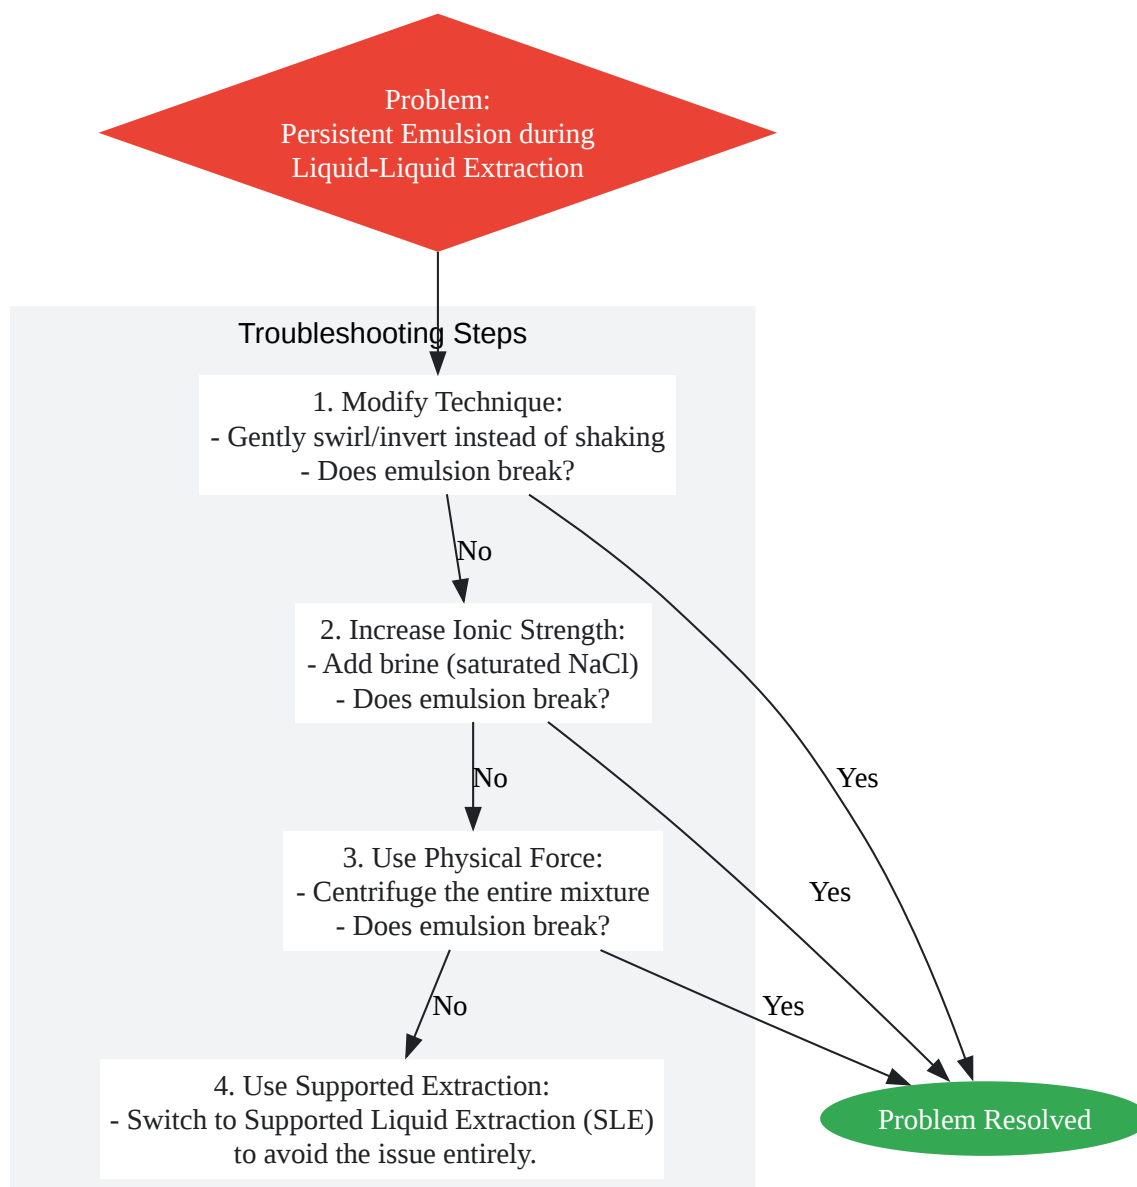 Problem:
Persistent Emulsion during
Liquid-Liquid Extraction
Troubleshooting Steps
1. Modify Technique:
- Gently swirl/invert instead of shaking
- Does emulsion break?
No
2. Increase Ionic Strength:
- Add brine (saturated NaCl)
- Does emulsion break?
No
Yes
3. Use Physical Force:
- Centrifuge the entire mixture
- Does emulsion break?
Yes
No
Yes
4. Use Supported Extraction:
- Switch to Supported Liquid Extraction (SLE)
to avoid the issue entirely.
Problem Resolved